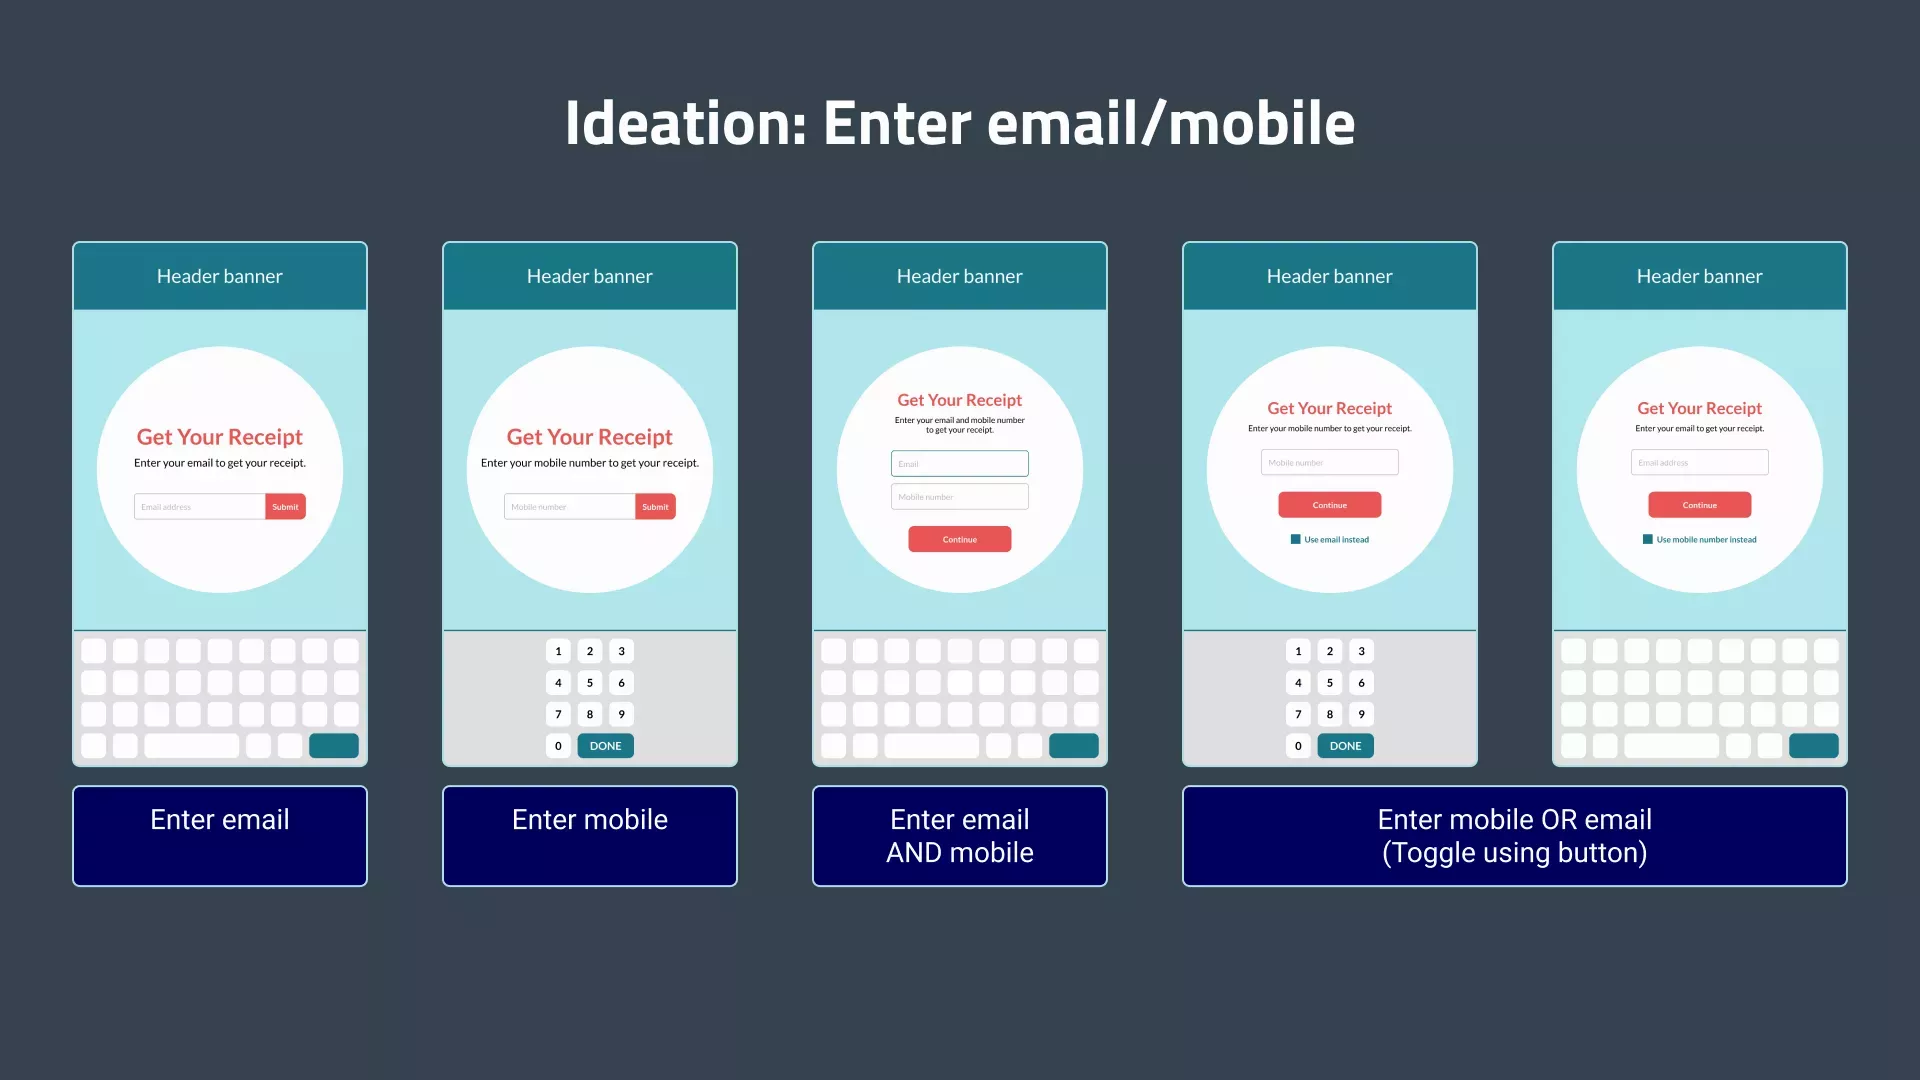 Ideation: Enter email/mobile
Header banner
Get Your Receipt
Enter your email to get your receipt.
Email address
Submit
Enter email
Header banner
Get Your Receipt
Enter your mobile number to get your receipt.
Mobile number
Submit
1 2 3
4 5 6
7 8 9
0 DONE
Enter mobile
Header banner
Get Your Receipt
Enter your email and mobile number
to get your receipt.
Email
Mobile number
Continue
Enter email
AND mobile
Header banner
Get Your Receipt
Enter your mobile number to get your receipt.
Mobile number
Continue
Use email instead
1 2 3
4 5 6
7 8 9
0 DONE
Header banner
Get Your Receipt
Enter your email to get your receipt.
Email address
Continue
Use mobile number instead
Enter mobile OR email
(Toggle using button)